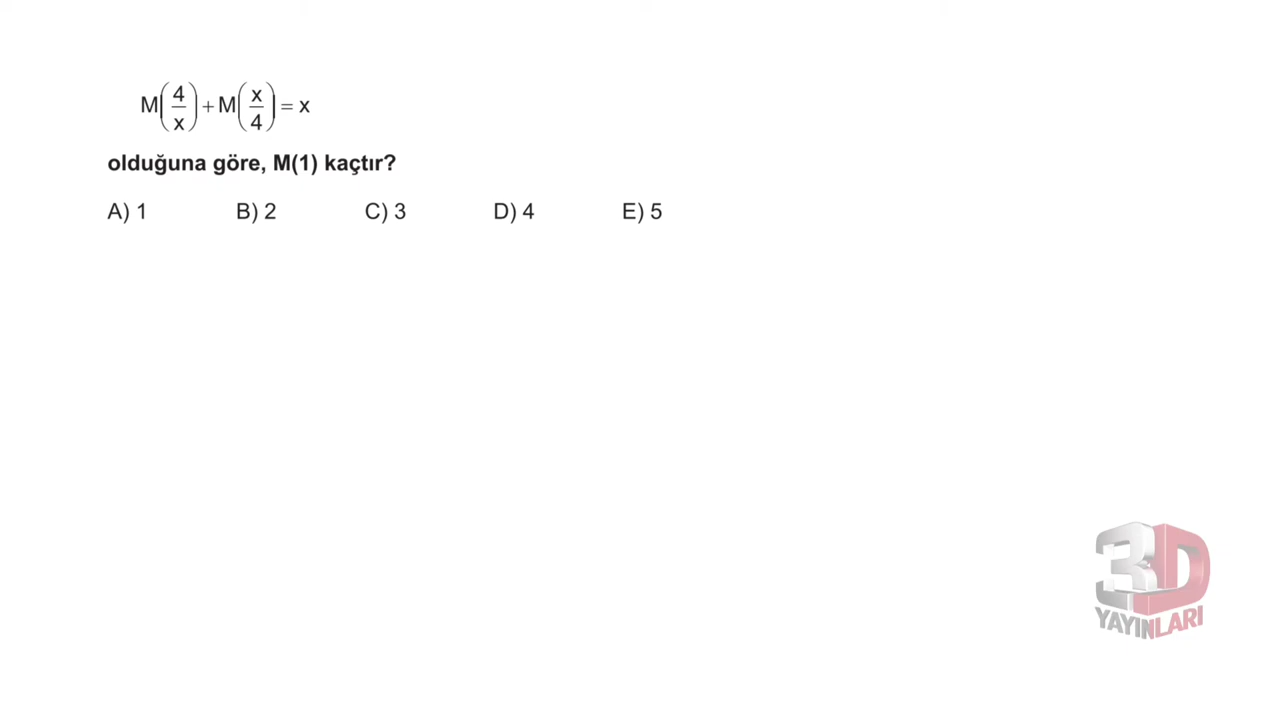 M(4/x) + M(x/4) = x
olduğuna göre, M(1) kaçtır?
A) 1 B) 2 C) 3 D) 4 E) 5
3D
YAYINLARI